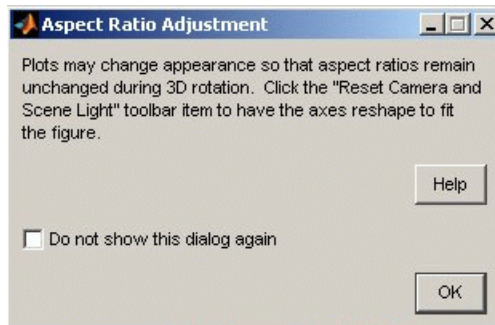 Aspect Ratio Adjustment
Plots may change appearance so that aspect ratios remain
unchanged during 3D rotation. Click the "Reset Camera and
Scene Light" toolbar item to have the axes reshape to fit
the figure.
Help
Do not show this dialog again
OK